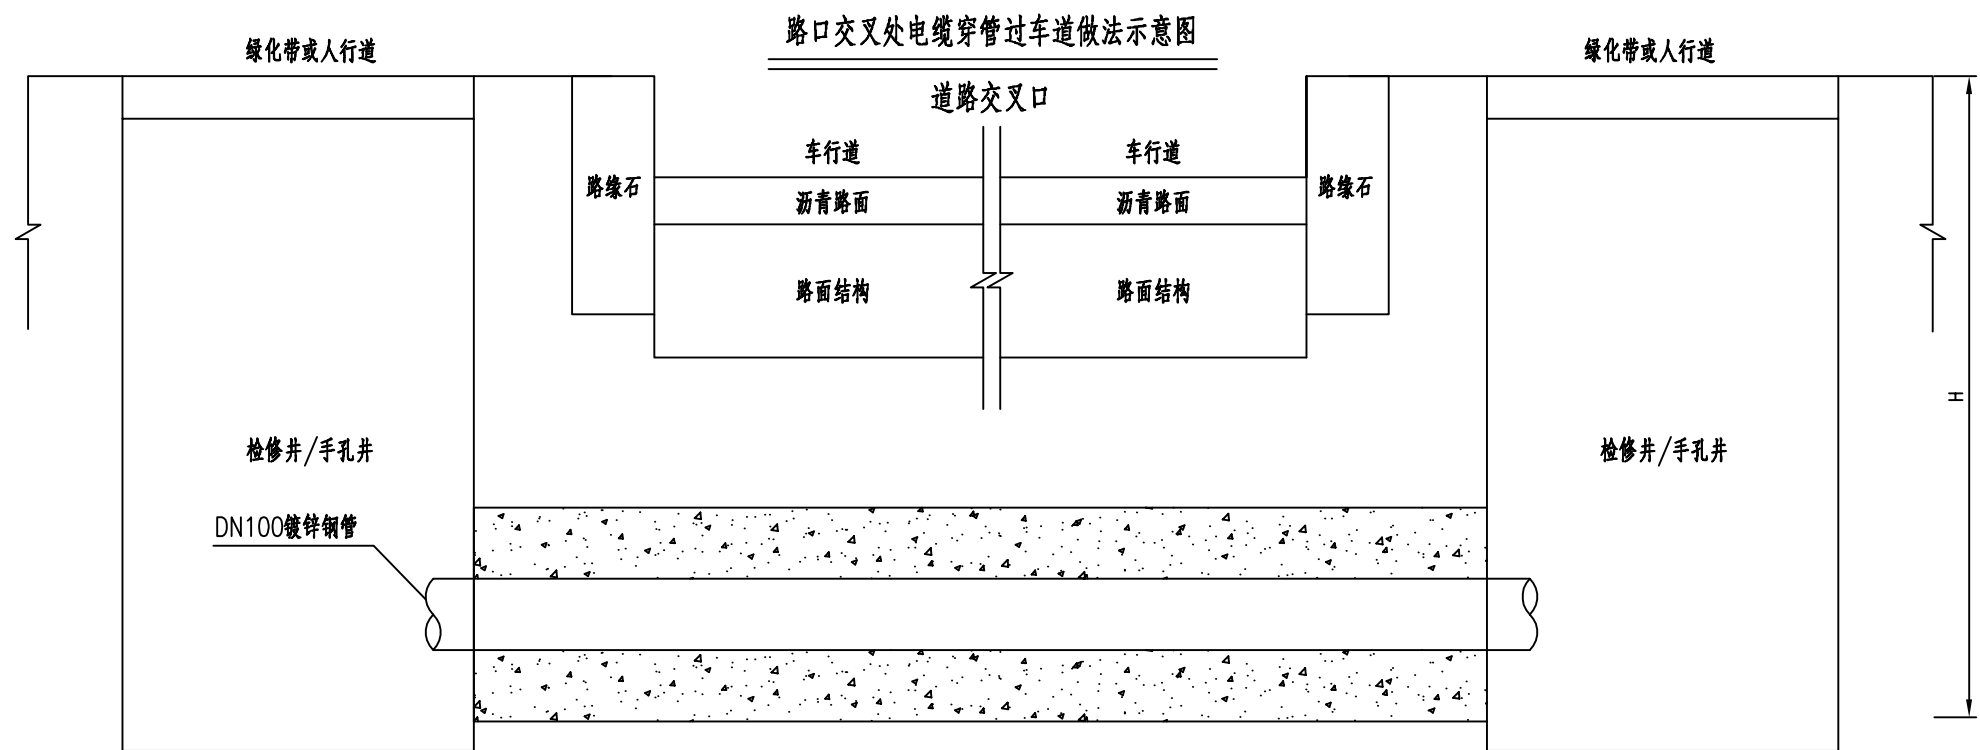 路口交叉处电缆穿管过车道做法示意图
绿化带或人行道
绿化带或人行道
道路交叉口
车行道
车行道
路缘石
沥青路面
沥青路面
路缘石
路面结构
路面结构
H
检修井/手孔井
检修井/手孔井
DN100镀锌钢管